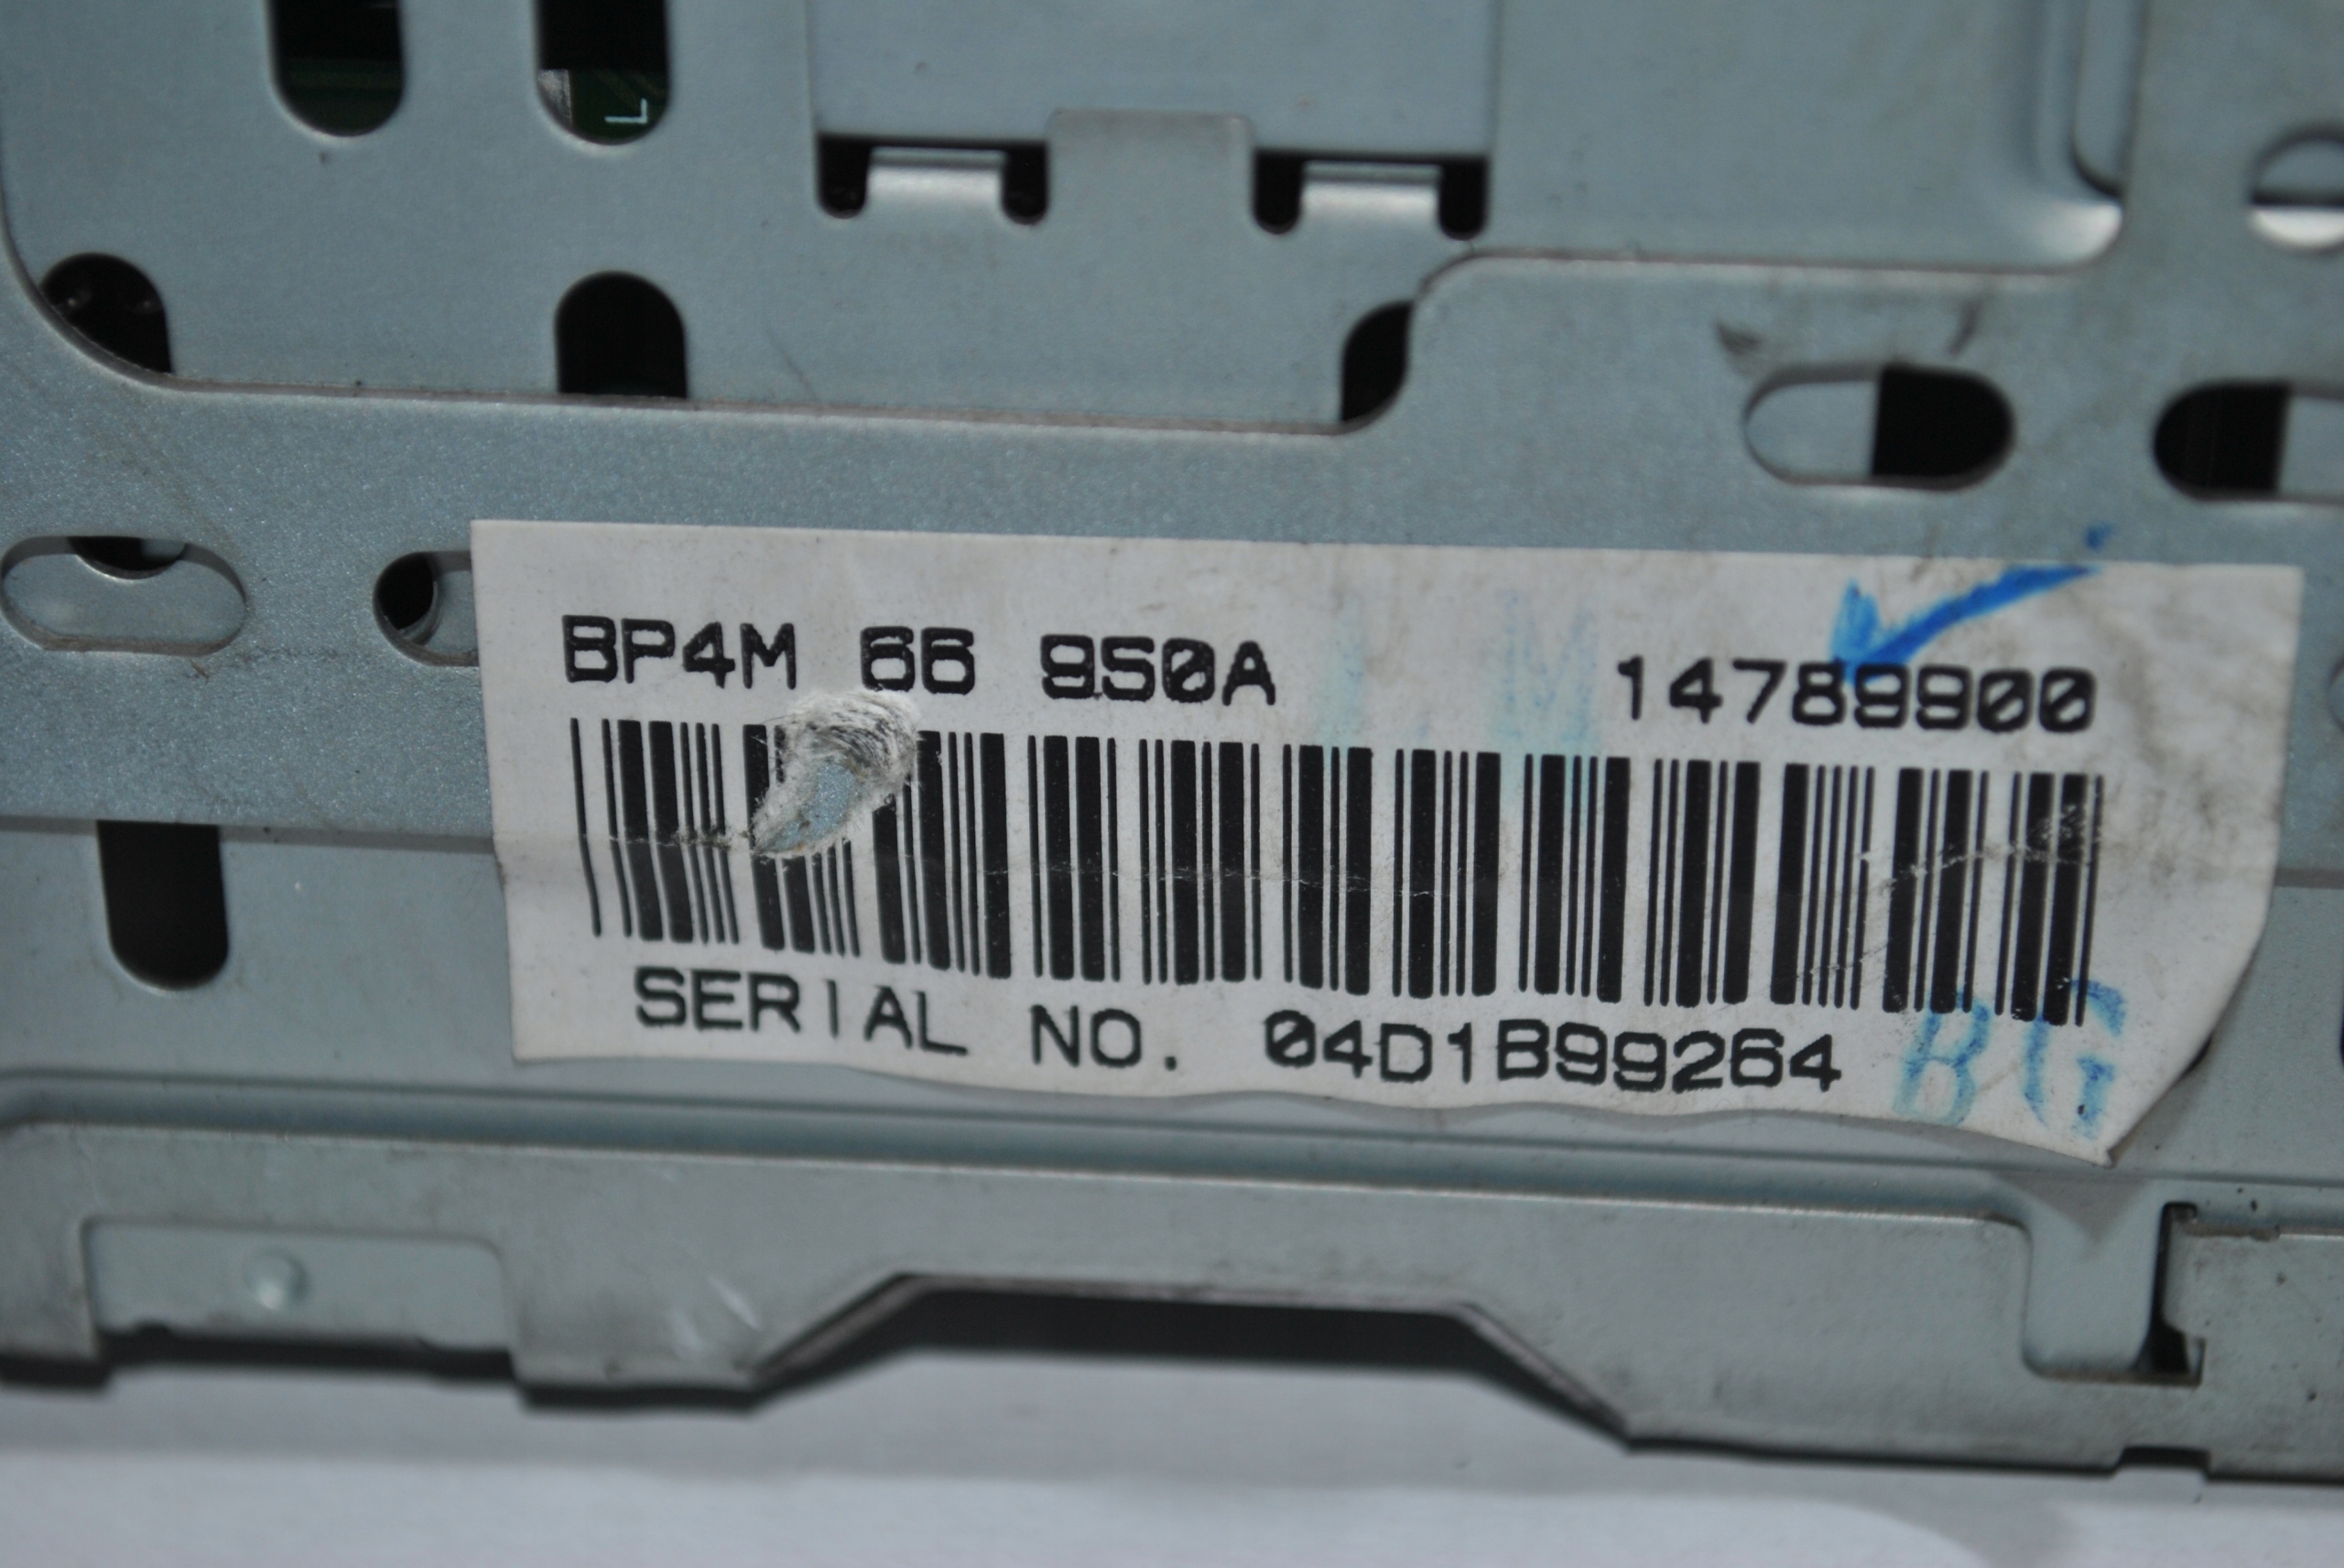 BP4M 66 950A 14789900
SERIAL NO. 04D1B99264
BG
L